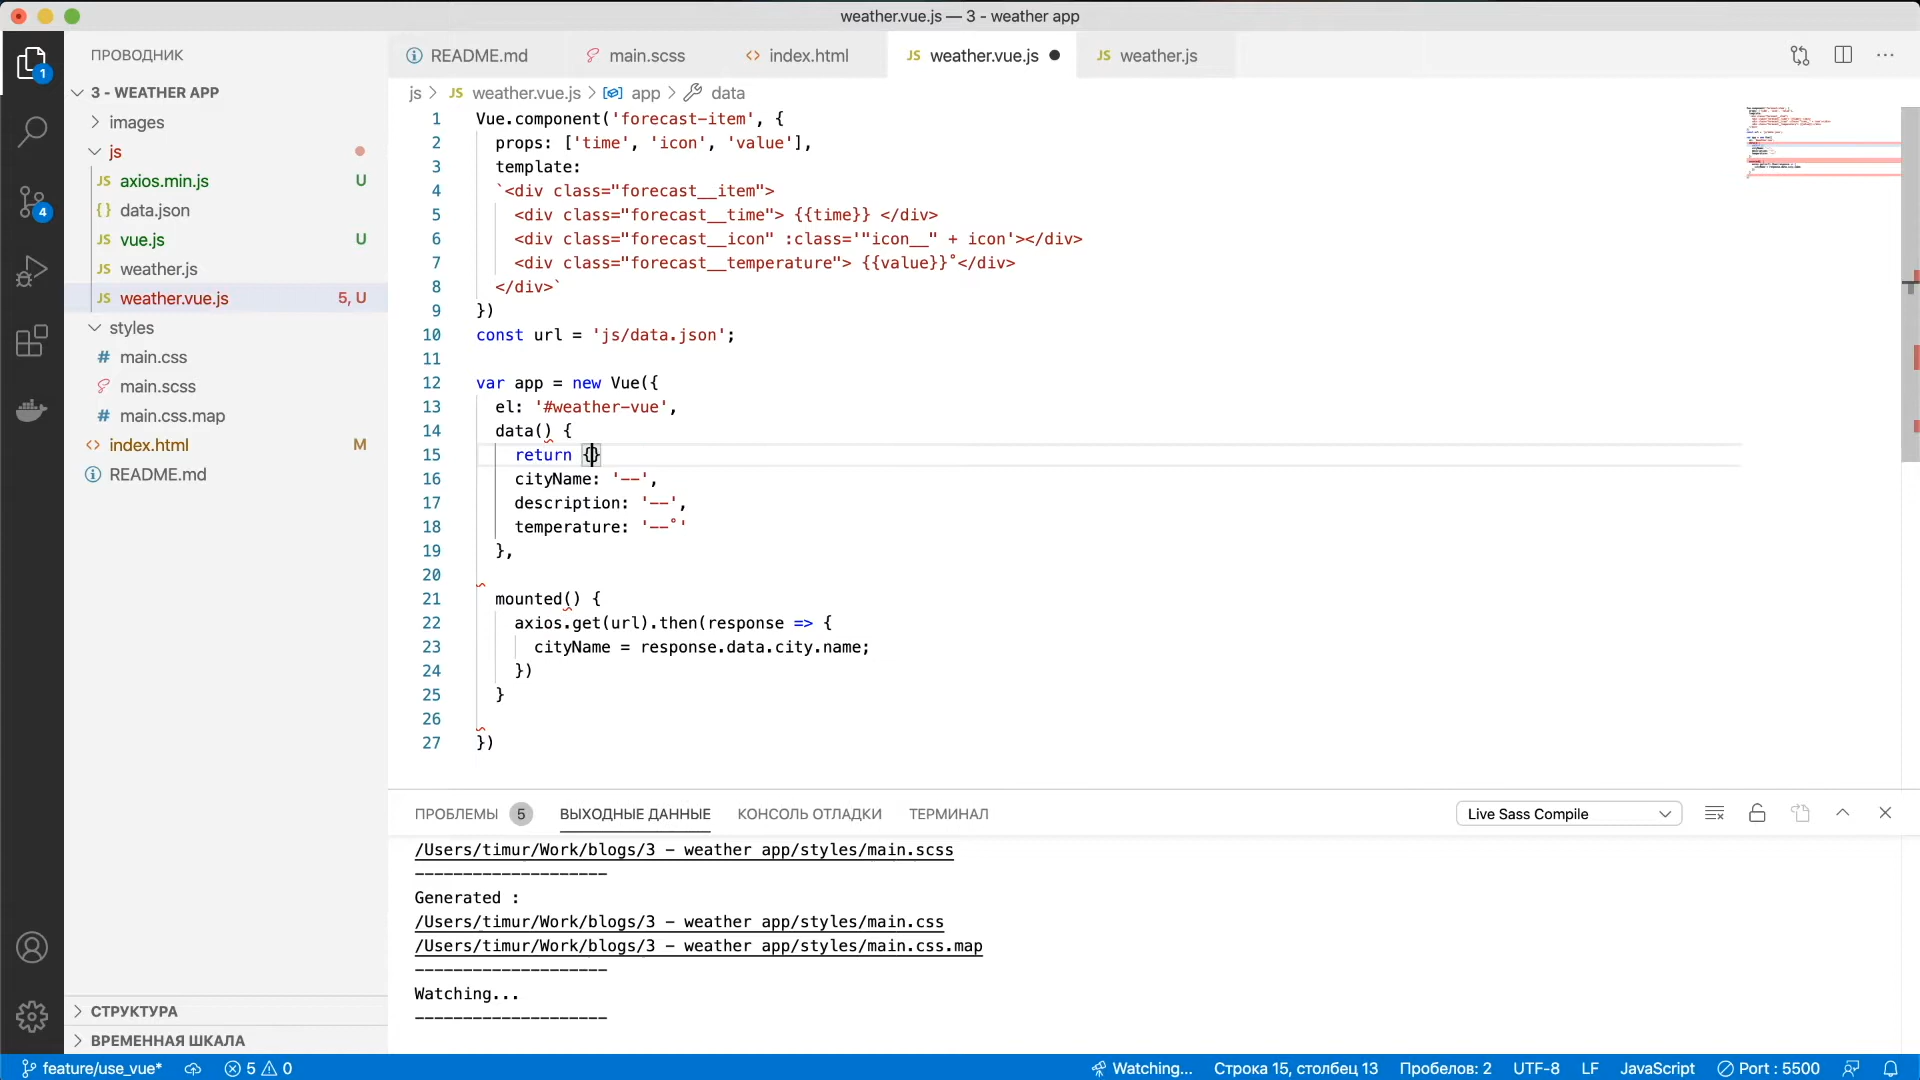 weather.vue.js — 3 - weather app
ПРОВОДНИК
3 - WEATHER APP
images
js
JS axios.min.js U
{} data.json
JS vue.js U
JS weather.js
JS weather.vue.js 5, U
styles
# main.css
main.scss
# main.css.map
<> index.html M
README.md
СТРУКТУРА
ВРЕМЕННАЯ ШКАЛА
1
4
README.md
main.scss
<> index.html
JS weather.vue.js
JS weather.js
js > JS weather.vue.js > app > data
1 Vue.component('forecast-item', {
2 props: ['time', 'icon', 'value'],
3 template:
4 `<div class="forecast__item">
5 <div class="forecast__time"> {{time}} </div>
6 <div class="forecast__icon" :class='"icon__" + icon'></div>
7 <div class="forecast__temperature"> {{value}}˚</div>
8 </div>`
9 })
10 const url = 'js/data.json';
11
12 var app = new Vue({
13 el: '#weather-vue',
14 data() {
15 return {}
16 cityName: '--',
17 description: '--',
18 temperature: '--˚'
19 },
20
21 mounted() {
22 axios.get(url).then(response => {
23 cityName = response.data.city.name;
24 })
25 }
26
27 })
ПРОБЛЕМЫ 5 ВЫХОДНЫЕ ДАННЫЕ КОНСОЛЬ ОТЛАДКИ ТЕРМИНАЛ Live Sass Compile
/Users/timur/Work/blogs/3 - weather app/styles/main.scss
--------------------
Generated :
/Users/timur/Work/blogs/3 - weather app/styles/main.css
/Users/timur/Work/blogs/3 - weather app/styles/main.css.map
--------------------
Watching...
--------------------
feature/use_vue* 5 0 Watching... Строка 15, столбец 13 Пробелов: 2 UTF-8 LF JavaScript Port : 5500